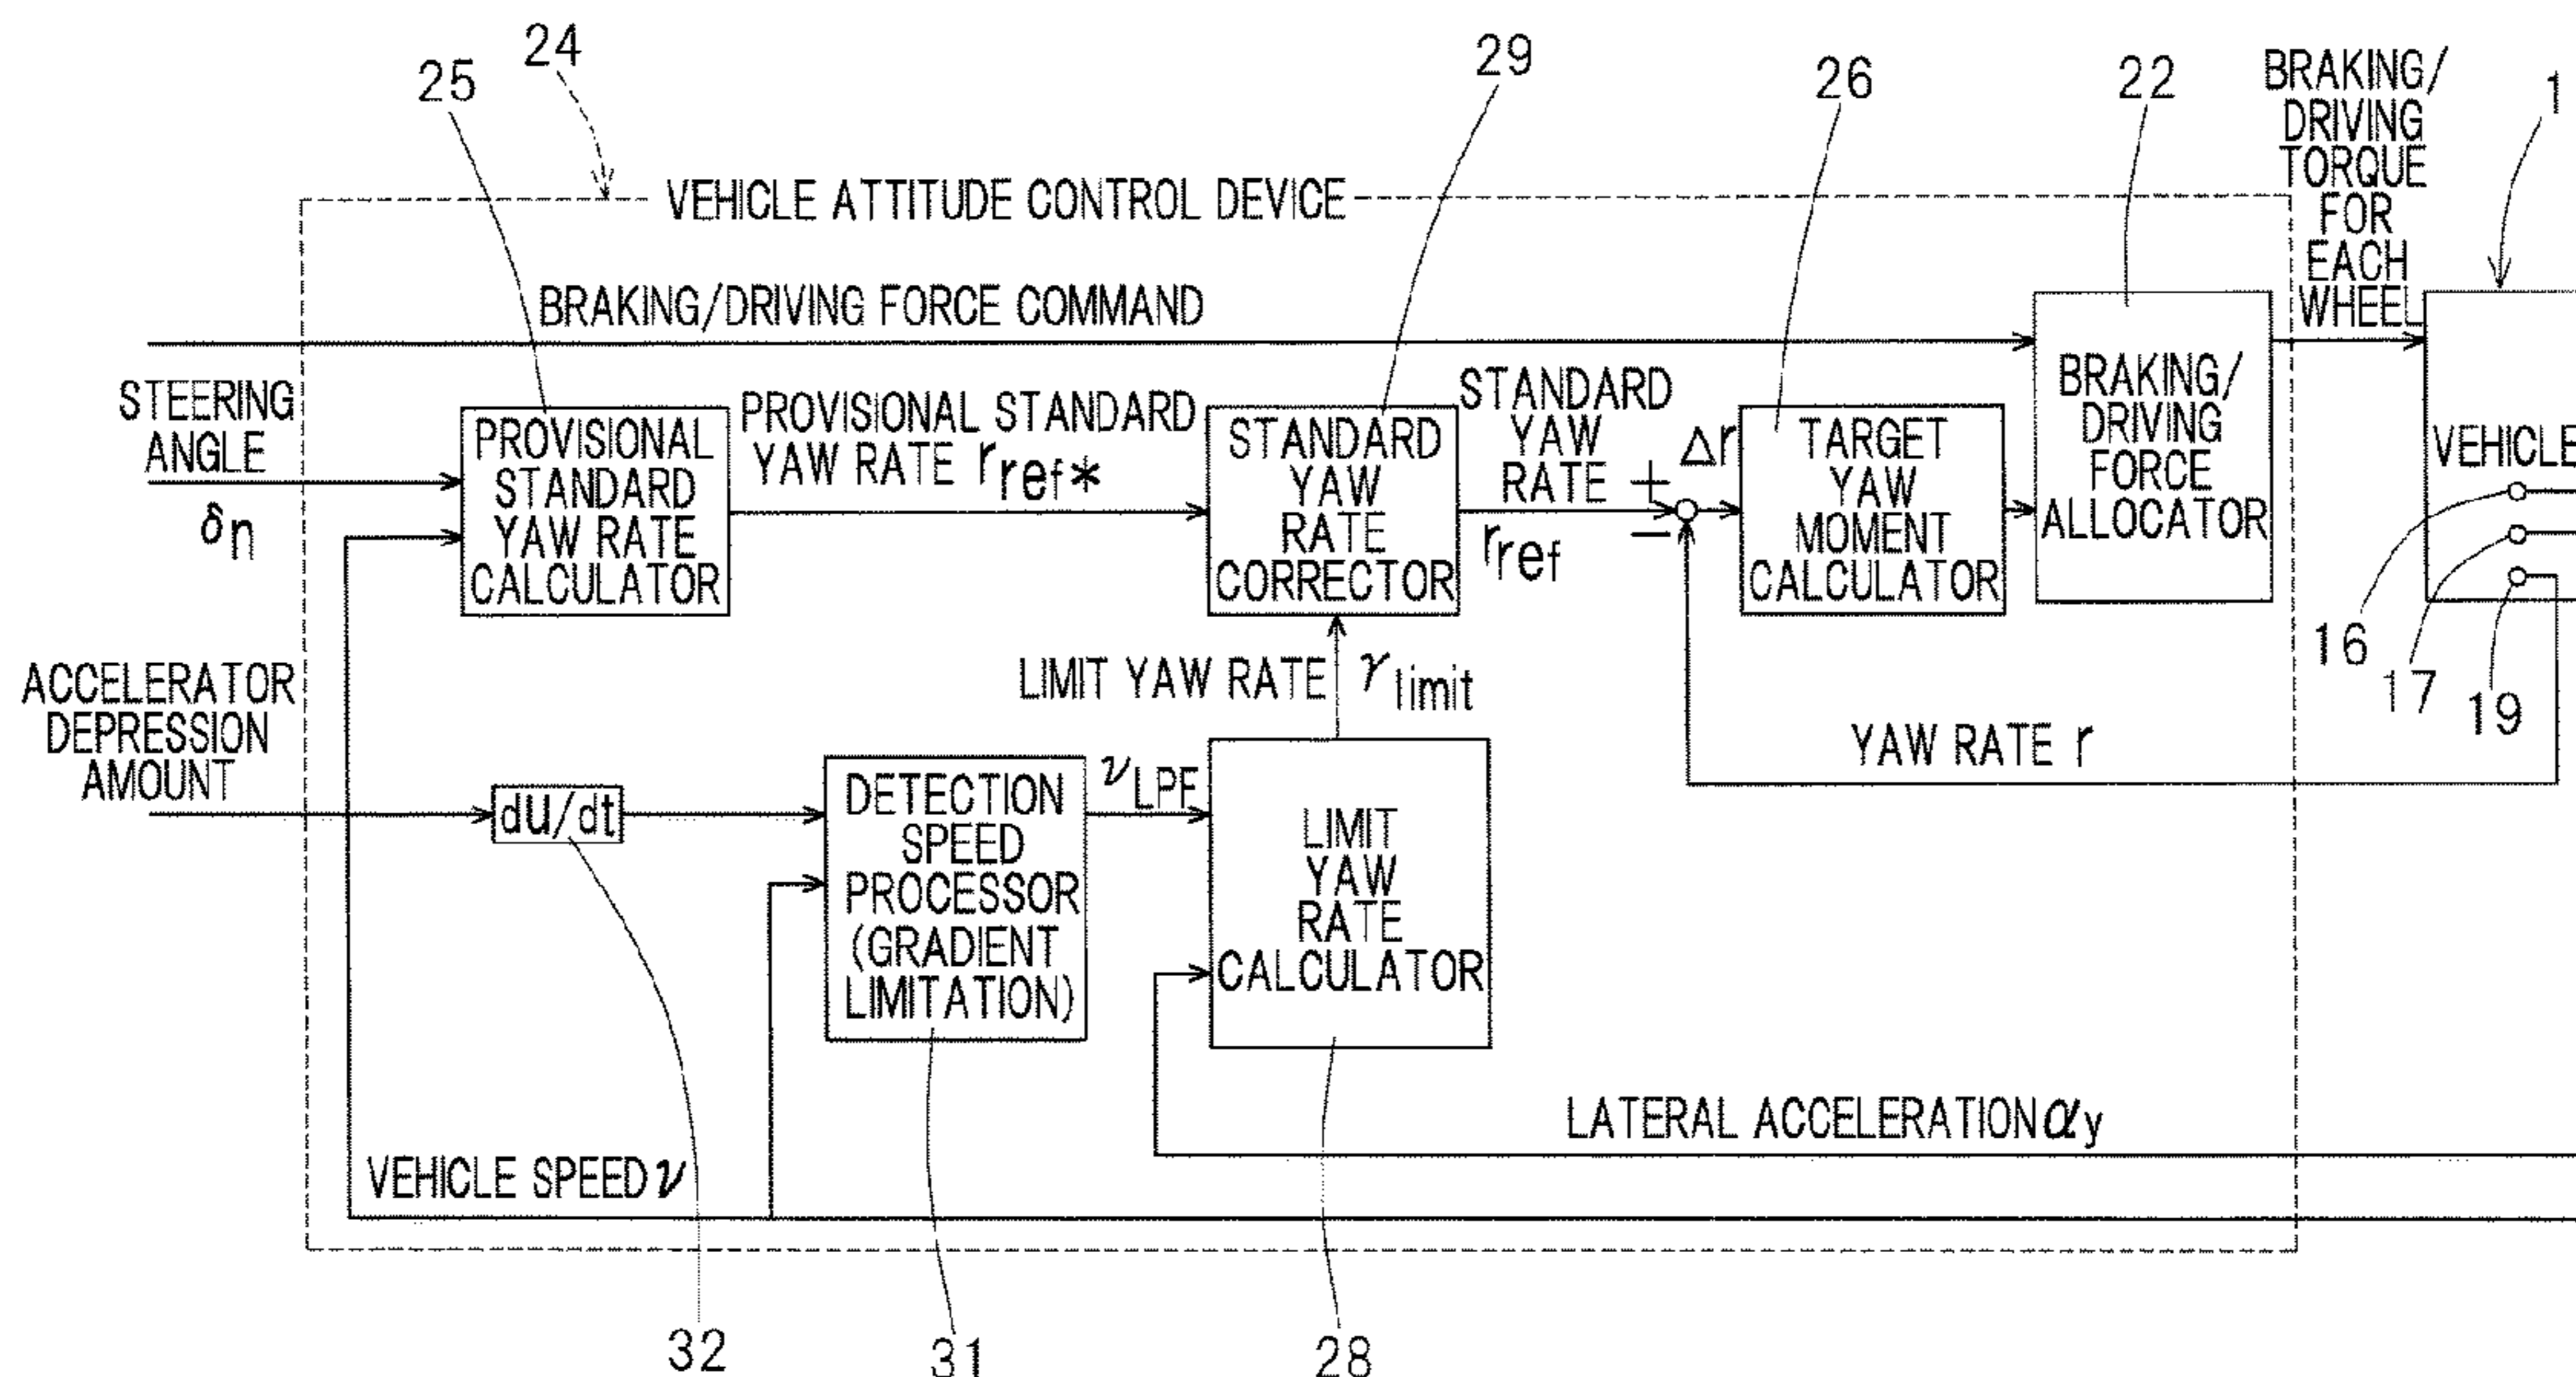 24
29
25
26
22
BRAKING/
DRIVING
TORQUE
FOR
EACH
WHEEL
1
VEHICLE ATTITUDE CONTROL DEVICE
BRAKING/DRIVING FORCE COMMAND
STEERING
ANGLE
δn
PROVISIONAL
STANDARD
YAW RATE
CALCULATOR
PROVISIONAL STANDARD
YAW RATE rref*
STANDARD
YAW
RATE
CORRECTOR
STANDARD
YAW
RATE
rref
+
−
Δr
TARGET
YAW
MOMENT
CALCULATOR
BRAKING/
DRIVING
FORCE
ALLOCATOR
VEHICLE
16
17
19
LIMIT YAW RATE γlimit
YAW RATE r
ACCELERATOR
DEPRESSION
AMOUNT
du/dt
DETECTION
SPEED
PROCESSOR
(GRADIENT
LIMITATION)
νLPF
LIMIT
YAW
RATE
CALCULATOR
LATERAL ACCELERATION αy
VEHICLE SPEED ν
32
31
28